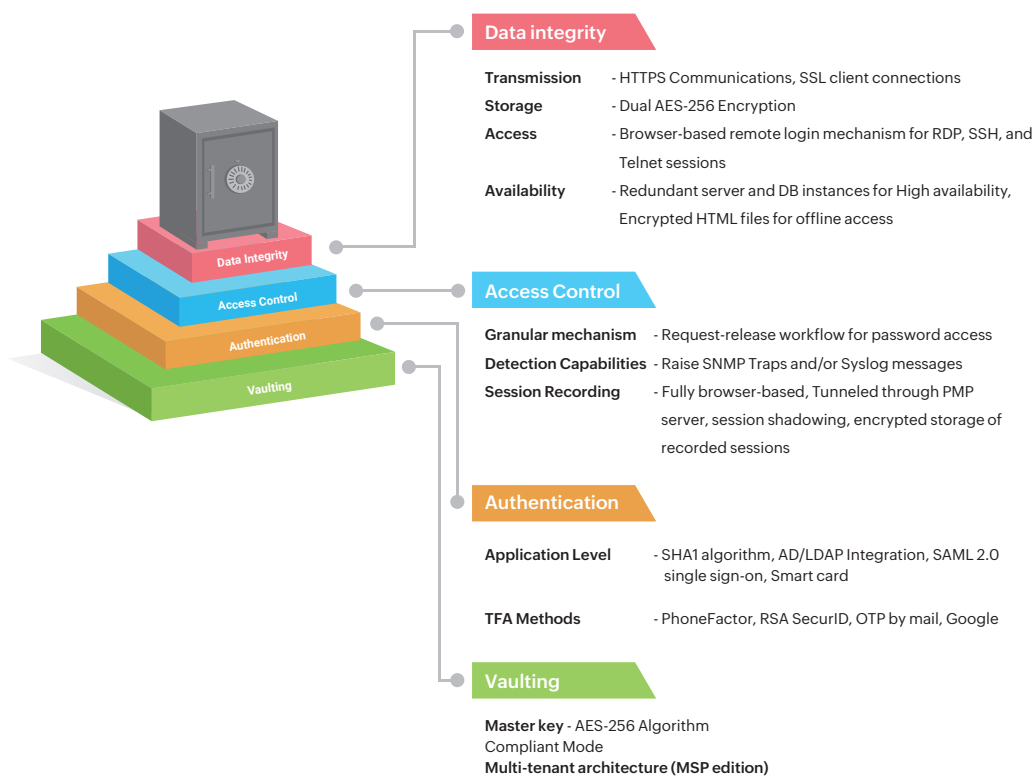 Data integrity
Transmission - HTTPS Communications, SSL client connections
Storage - Dual AES-256 Encryption
Access - Browser-based remote login mechanism for RDP, SSH, and
Telnet sessions
Availability - Redundant server and DB instances for High availability,
Encrypted HTML files for offline access
Data Integrity
Access Control
Authentication
Vaulting
Access Control
Granular mechanism - Request-release workflow for password access
Detection Capabilities - Raise SNMP Traps and/or Syslog messages
Session Recording - Fully browser-based, Tunneled through PMP
server, session shadowing, encrypted storage of
recorded sessions
Authentication
Application Level - SHA1 algorithm, AD/LDAP Integration, SAML 2.0
single sign-on, Smart card
TFA Methods - PhoneFactor, RSA SecurID, OTP by mail, Google
Vaulting
Master key - AES-256 Algorithm
Compliant Mode
Multi-tenant architecture (MSP edition)